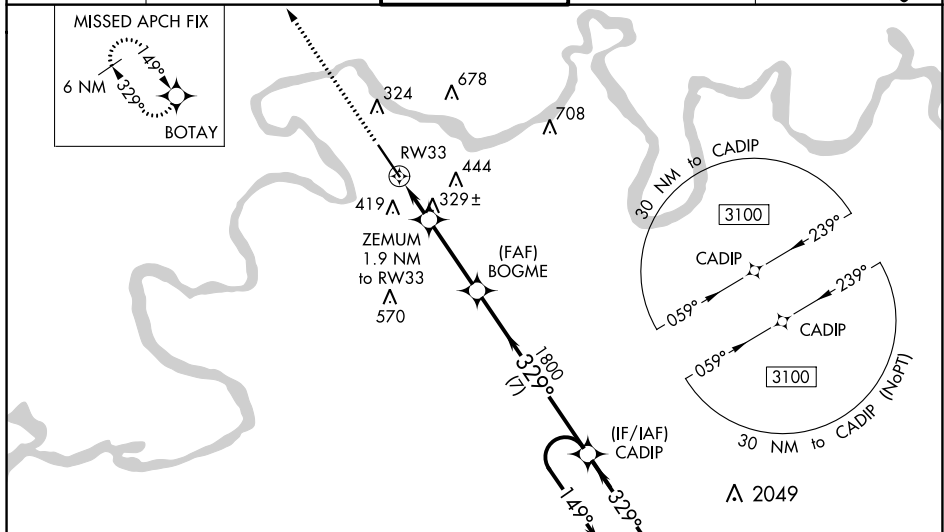 MISSED APCH FIX
6 NM
149°
329°
BOTAY
324
678
708
RW33
444
419
329±
ZEMUM
1.9 NM
to RW33
570
(FAF)
BOGME
1800
329°
(7)
(IF/IAF)
CADIP
149°
329°
30 NM to CADIP
3100
239°
CADIP
059°
239°
CADIP
059°
3100
30 NM to CADIP (NoPT)
2049